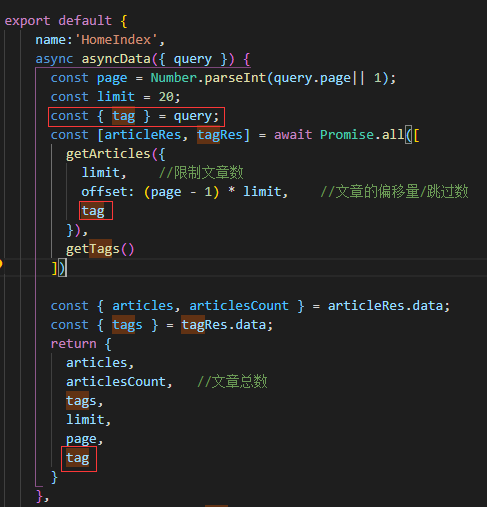 export default {
name:'HomeIndex',
async asyncData({ query }) {
const page = Number.parseInt(query.page|| 1);
const limit = 20;
const { tag } = query;
const [articleRes, tagRes] = await Promise.all([
getArticles({
limit,    //限制文章数
offset: (page - 1) * limit,    //文章的偏移量/跳过数
tag
}),
getTags()
])
const { articles, articlesCount } = articleRes.data;
const { tags } = tagRes.data;
return {
articles,
articlesCount,   //文章总数
tags,
limit,
page,
tag
}
},